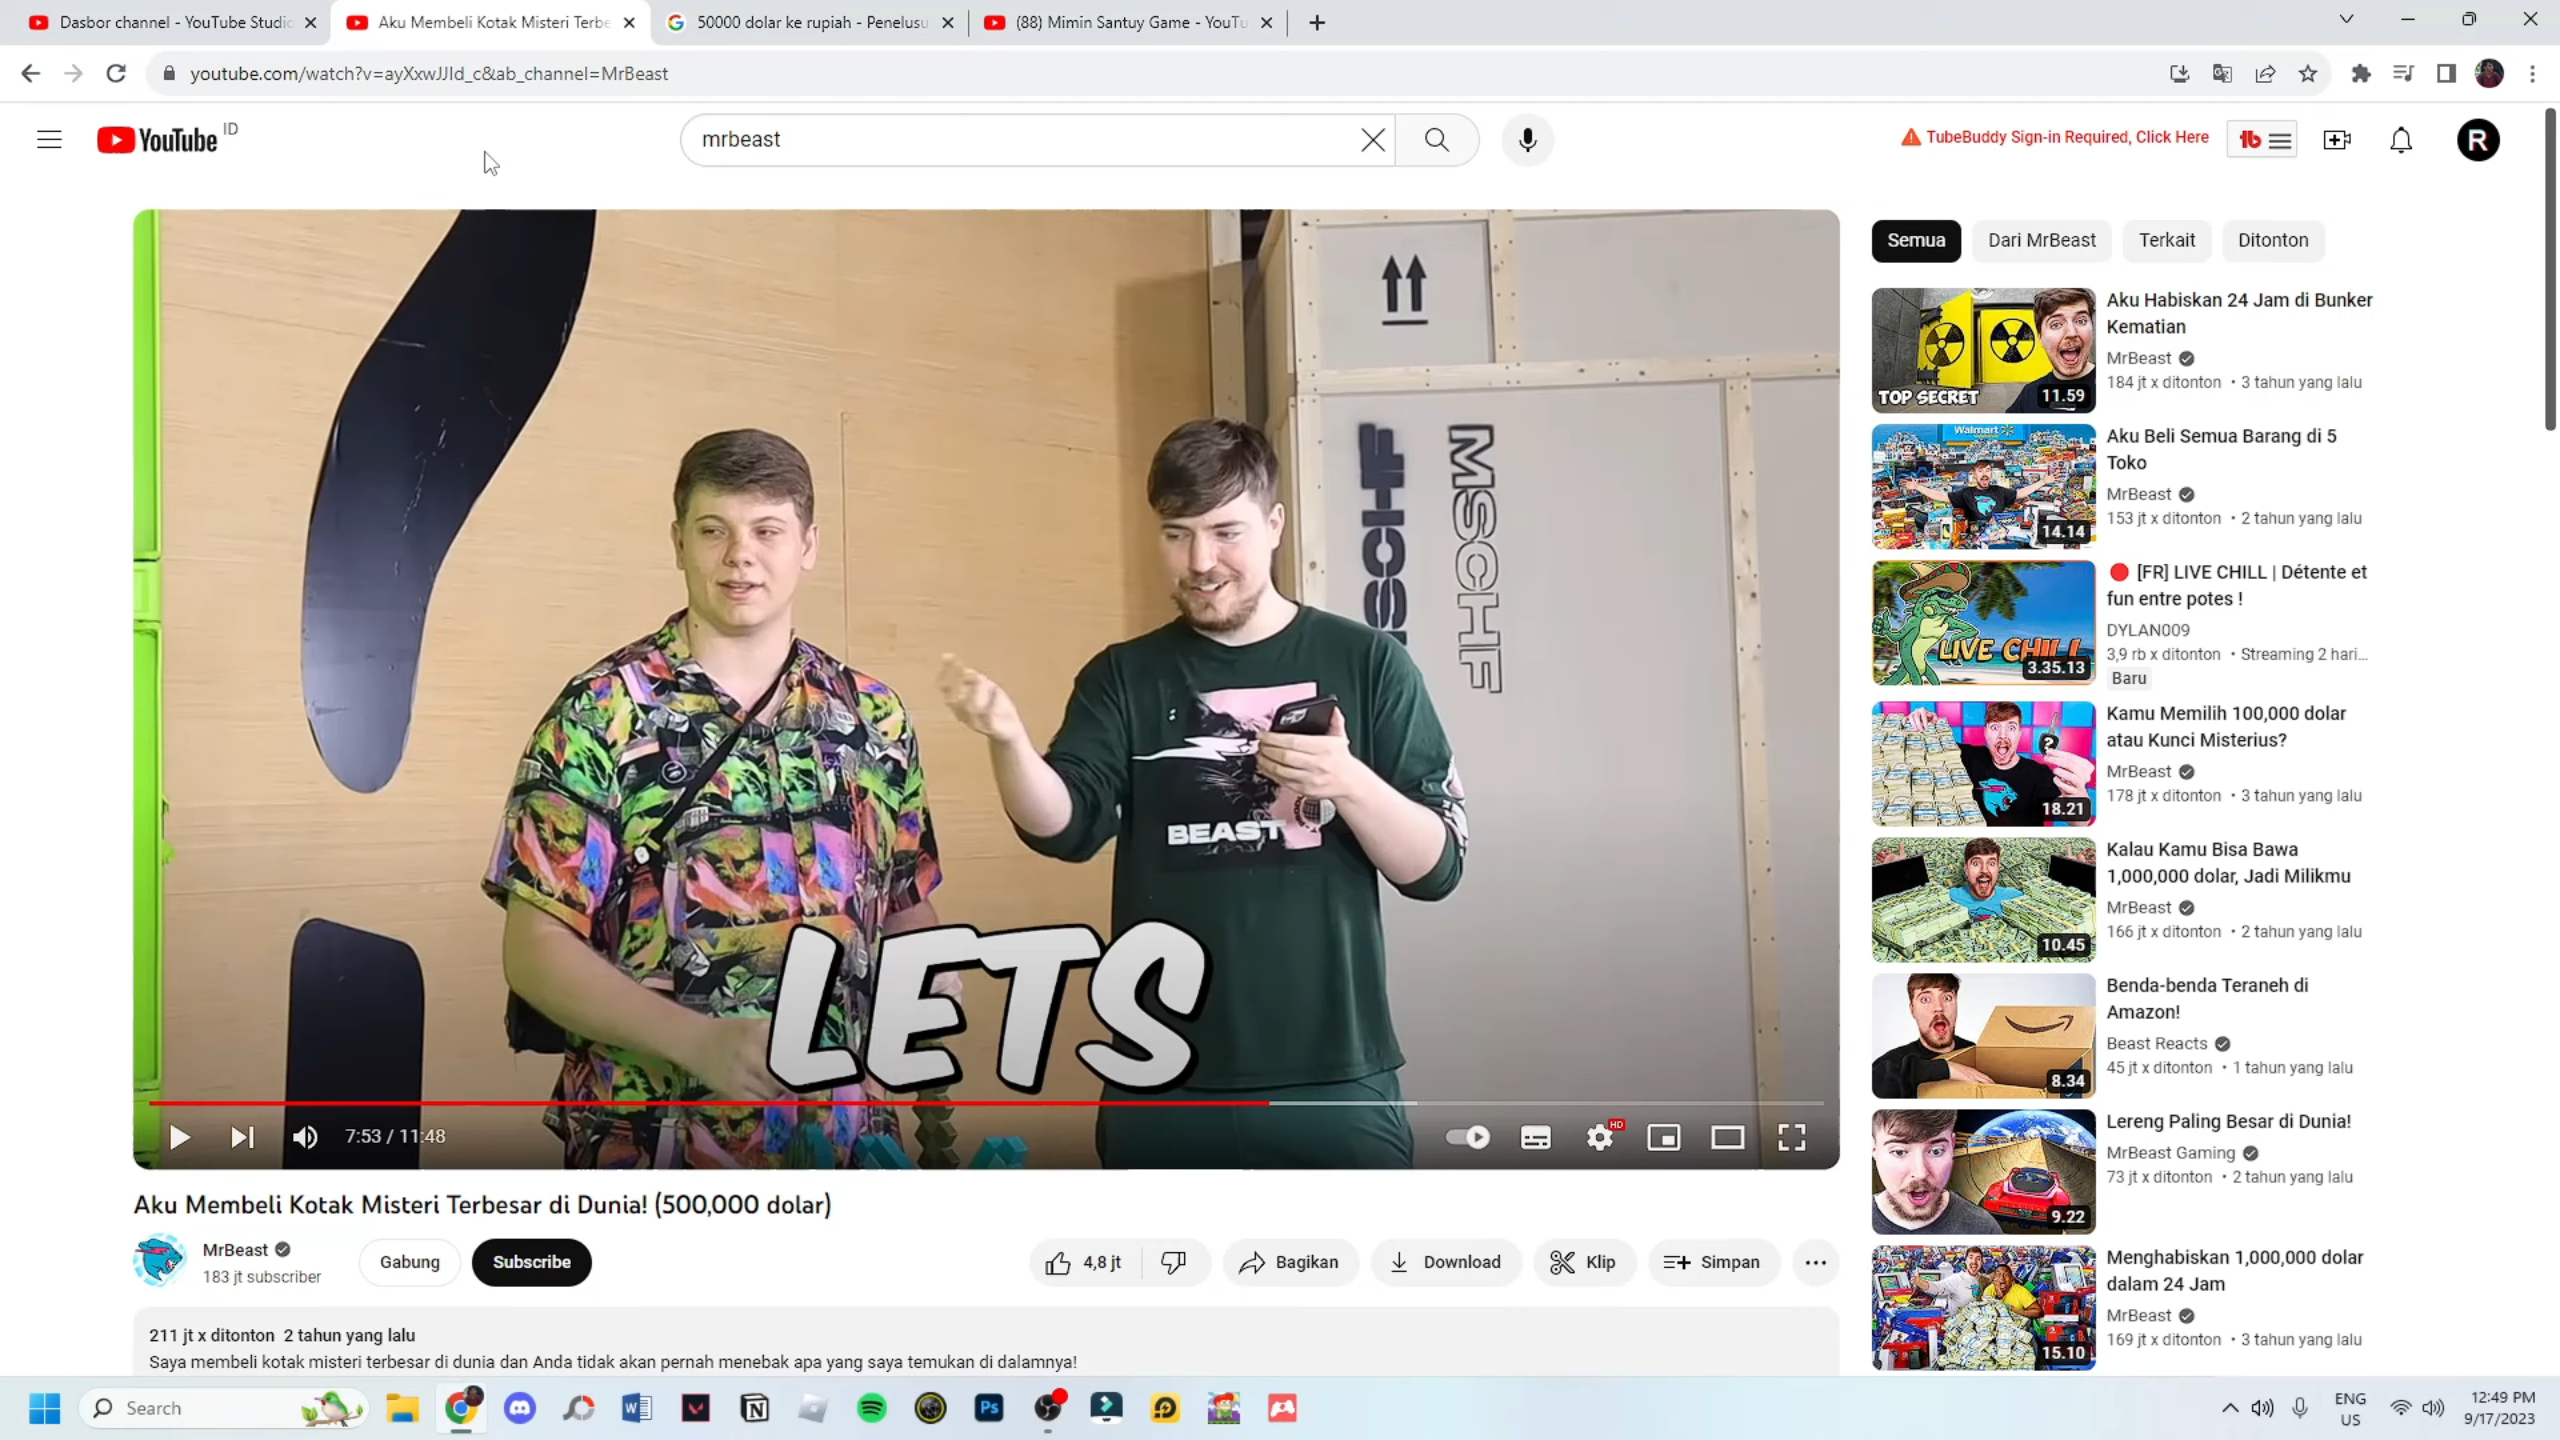 Dasbor channel - YouTube Studio
Aku Membeli Kotak Misteri Terbe
50000 dolar ke rupiah - Penelusu
(88) Mimin Santuy Game - YouTu
youtube.com/watch?v=ayXxwJJId_c&ab_channel=MrBeast
YouTube ID
mrbeast
TubeBuddy Sign-in Required, Click Here
R
MSCHF
BEAST
LETS
7:53 / 11:48
HD
Aku Membeli Kotak Misteri Terbesar di Dunia! (500,000 dolar)
MrBeast
183 jt subscriber
Gabung
Subscribe
4,8 jt
Bagikan
Download
Klip
Simpan
211 jt x ditonton 2 tahun yang lalu
Saya membeli kotak misteri terbesar di dunia dan Anda tidak akan pernah menebak apa yang saya temukan di dalamnya!
Semua
Dari MrBeast
Terkait
Ditonton
TOP SECRET
11.59
Aku Habiskan 24 Jam di Bunker
Kematian
MrBeast
184 jt x ditonton • 3 tahun yang lalu
Walmart
14.14
Aku Beli Semua Barang di 5
Toko
MrBeast
153 jt x ditonton • 2 tahun yang lalu
LIVE CHILL
3.35.13
[FR] LIVE CHILL | Détente et
fun entre potes !
DYLAN009
3,9 rb x ditonton • Streaming 2 hari...
Baru
18.21
Kamu Memilih 100,000 dolar
atau Kunci Misterius?
MrBeast
178 jt x ditonton • 3 tahun yang lalu
10.45
Kalau Kamu Bisa Bawa
1,000,000 dolar, Jadi Milikmu
MrBeast
166 jt x ditonton • 2 tahun yang lalu
8.34
Benda-benda Teraneh di
Amazon!
Beast Reacts
45 jt x ditonton • 1 tahun yang lalu
9.22
Lereng Paling Besar di Dunia!
MrBeast Gaming
73 jt x ditonton • 2 tahun yang lalu
15.10
Menghabiskan 1,000,000 dolar
dalam 24 Jam
MrBeast
169 jt x ditonton • 3 tahun yang lalu
Search
Ps
ENG
US
12:49 PM
9/17/2023